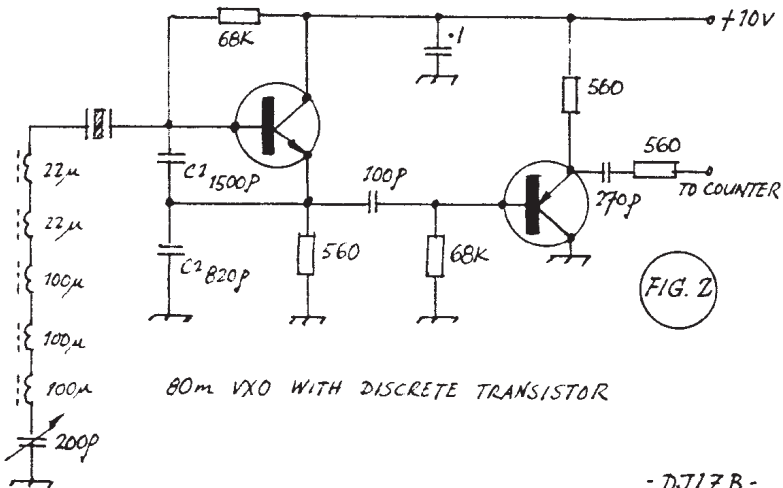 68K
.1
+10V
560
560
22µ
C1 1500p
100p
270p
TO COUNTER
22µ
C2 820p
560
68K
100µ
FIG. 2
100µ
100µ
80m VXO WITH DISCRETE TRANSISTOR
200p
- DJ1ZB -